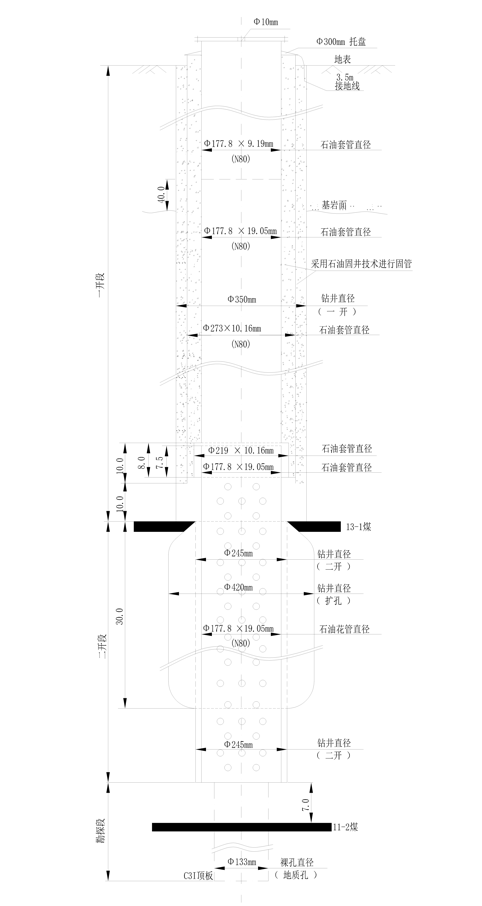 Φ10mm
Φ300mm 托盘
地表
3.5m
接地线
Φ177.8 ×9.19mm 石油套管直径
(N80)
40.0
基岩面
Φ177.8 ×19.05mm 石油套管直径
(N80)
采用石油固井技术进行固管
一开段
Φ350mm 钻井直径
( 一 开 )
Φ273×10.16mm 石油套管直径
(N80)
Φ219 ×10.16mm 石油套管直径
10.0
8.0
7.5
Φ177.8 ×19.05mm 石油套管直径
10.0
13-1煤
Φ245mm 钻井直径
( 二开 )
Φ420mm 钻井直径
( 扩孔 )
30.0
Φ177.8 ×19.05mm 石油花管直径
(N80)
二开段
Φ245mm 钻井直径
( 二开 )
7.0
勘探段
11-2煤
Φ133mm 裸孔直径
C3I顶板 ( 地质孔 )